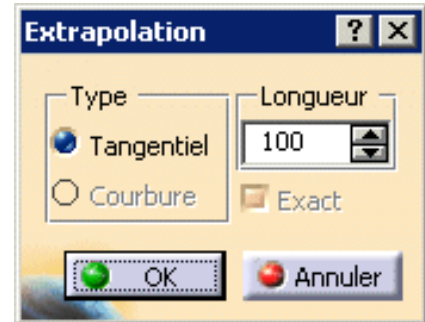 Extrapolation ? ×
Type
Longueur
Tangentiel
100
Courbure
Exact
OK
Annuler